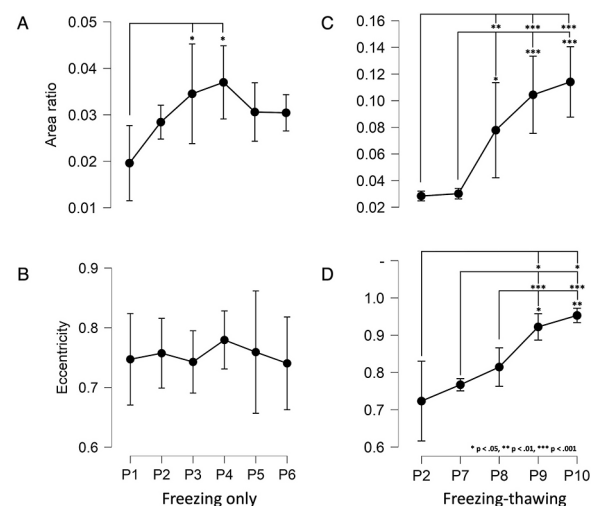 A
Area ratio
0.05
0.04
0.03
0.02
0.01
* *
C
0.16
0.14
0.12
0.10
0.08
0.06
0.04
0.02
** *** ***
*** ***
*
B
Eccentricity
0.9
0.8
0.7
0.6
P1 P2 P3 P4 P5 P6
Freezing only
D
-
1.0
0.9
0.8
0.7
0.6
* *
*** ***
* **
* p < .05, ** p < .01, *** p < .001
P2 P7 P8 P9 P10
Freezing-thawing